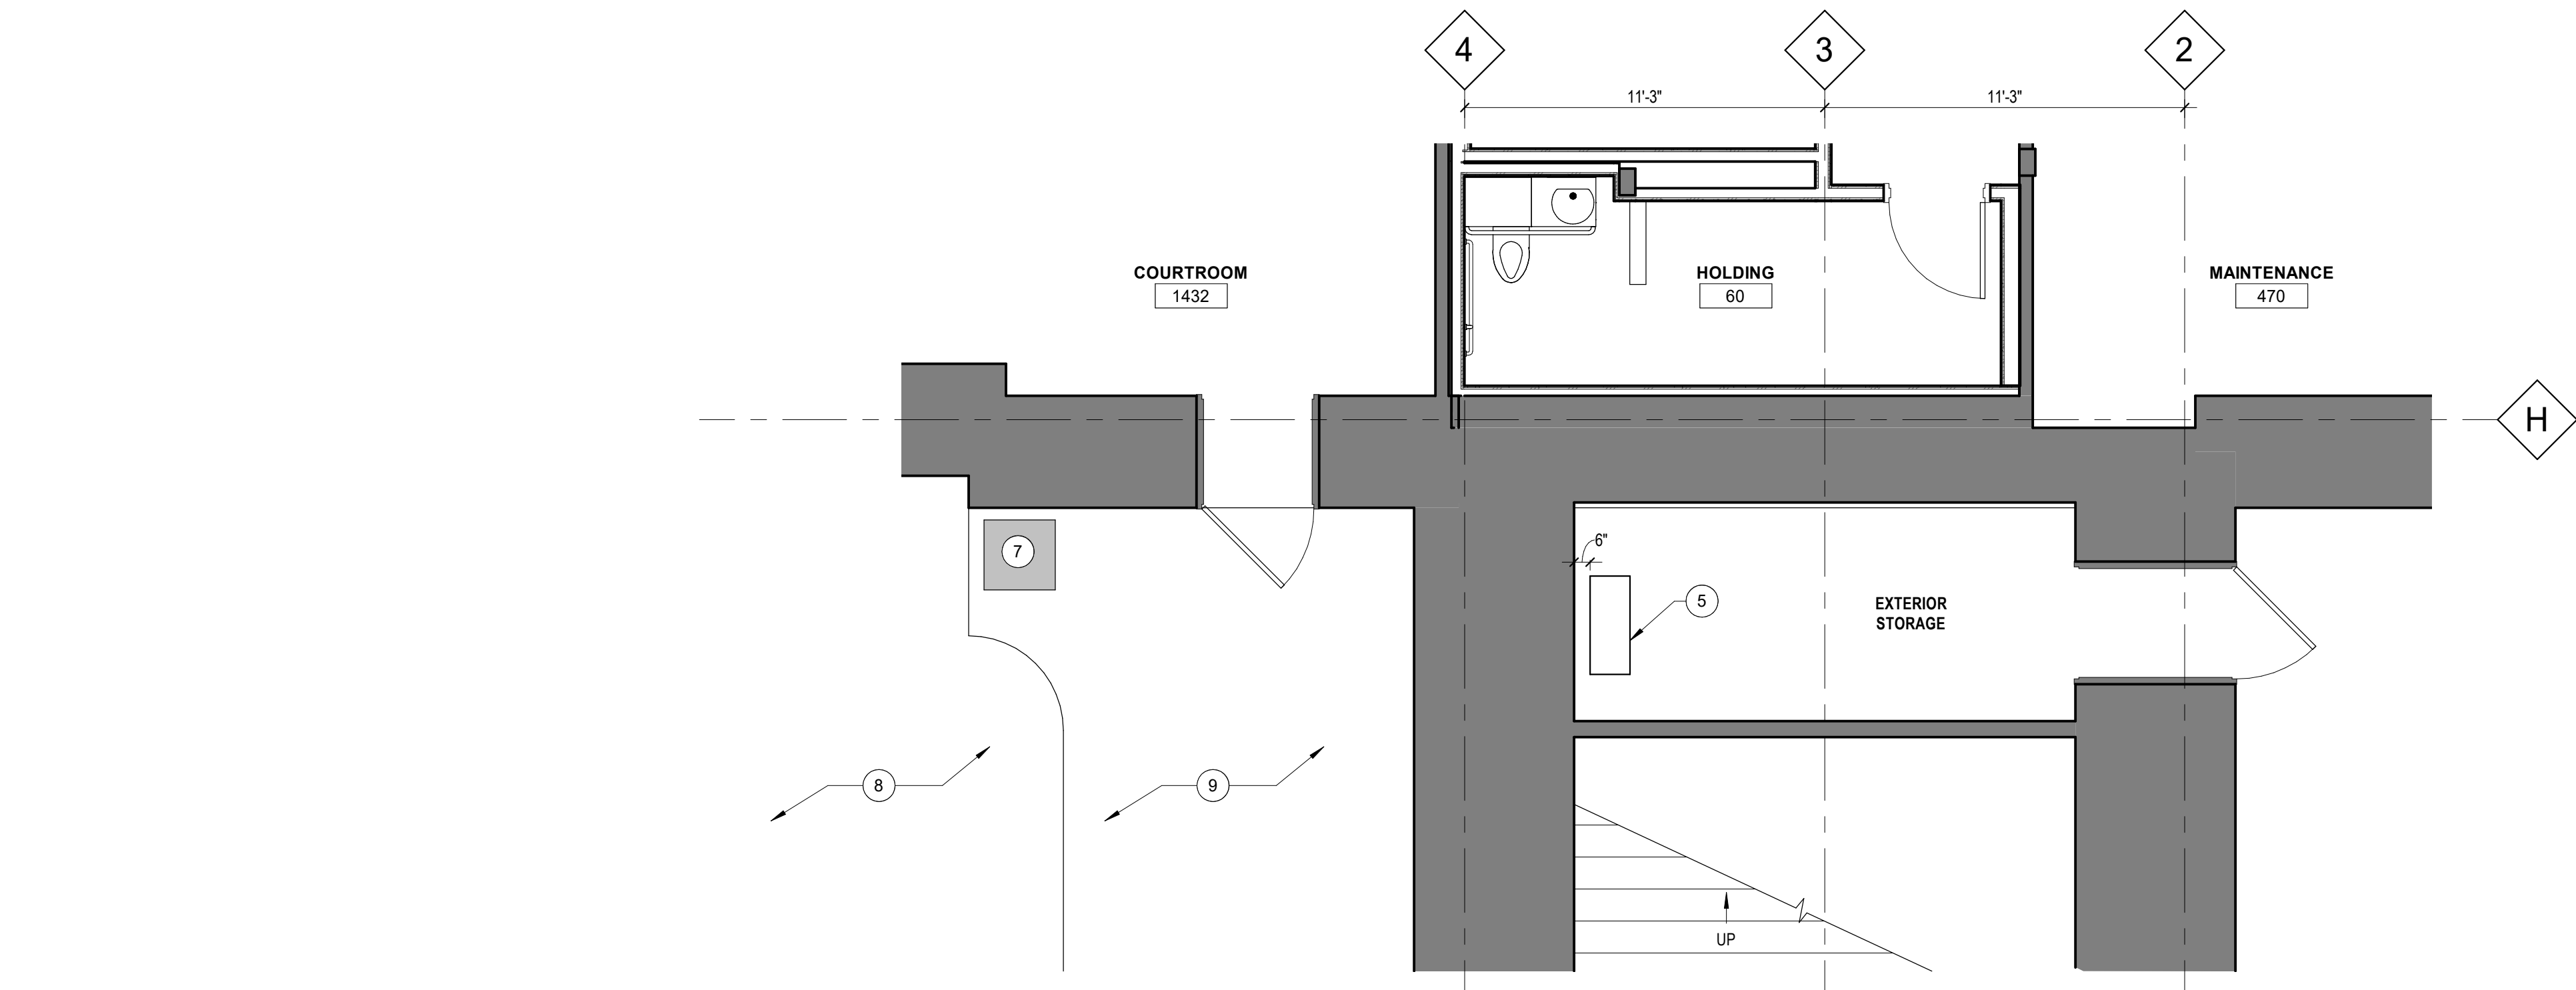 4
3
2
11'-3"
11'-3"
COURTROOM
1432
HOLDING
60
MAINTENANCE
470
H
7
6"
5
EXTERIOR
STORAGE
8
9
UP